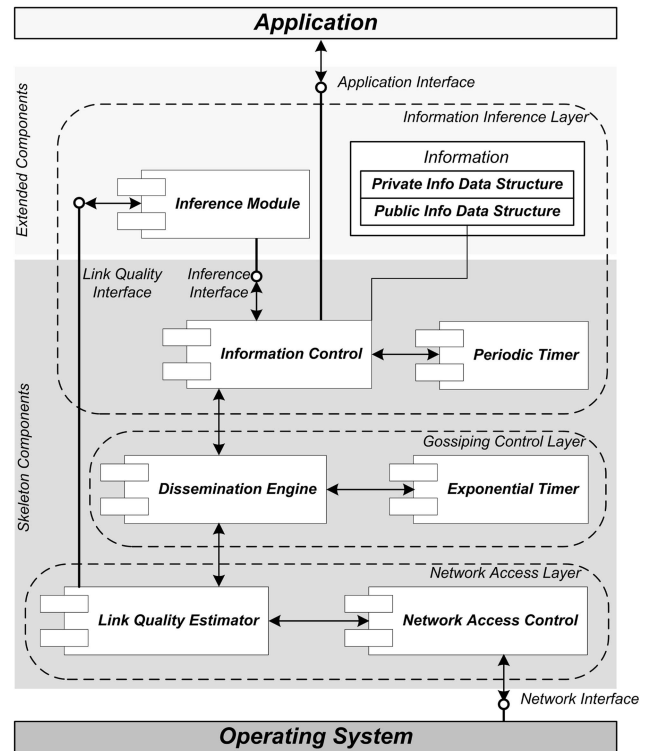 Application
Application Interface
Extended Components
Information Inference Layer
Information
Private Info Data Structure
Public Info Data Structure
Inference Module
Link Quality
Interface
Inference
Interface
Information Control
Periodic Timer
Skeleton Components
Gossiping Control Layer
Dissemination Engine
Exponential Timer
Network Access Layer
Link Quality Estimator
Network Access Control
Network Interface
Operating System